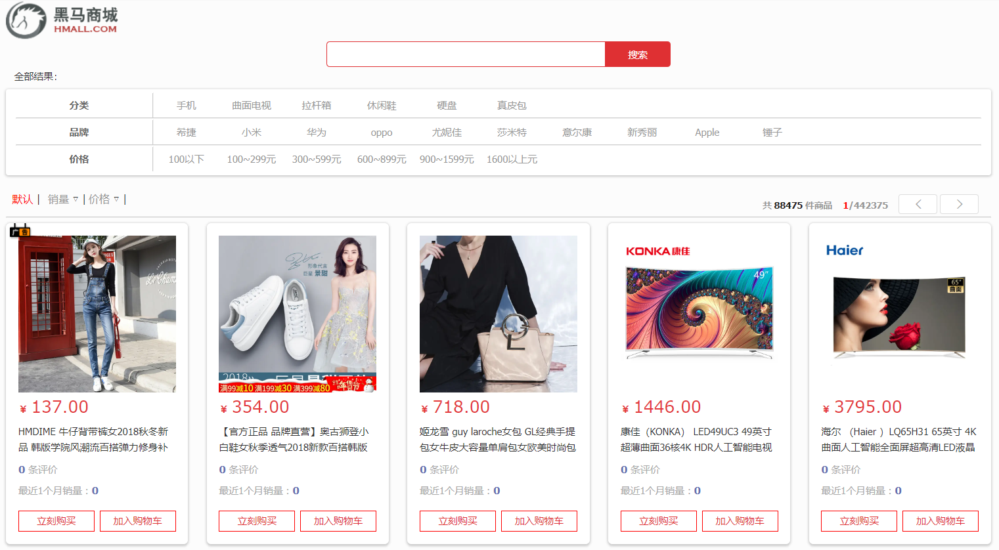 黑马商城
HMALL.COM
搜索
全部结果：
分类 手机 曲面电视 拉杆箱 休闲鞋 硬盘 真皮包
品牌 希捷 小米 华为 oppo 尤妮佳 莎米特 意尔康 新秀丽 Apple 锤子
价格 100以下 100~299元 300~599元 600~899元 900~1599元 1600以上元
默认 | 销量 ▿ | 价格 ▿ |
共 88475 件商品 1/442375 < >
广告
Le Cham
形象代言
巨星 景甜
2018
满99减10 满199减30 满399减80
年货节
KONKA 康佳
49"
Haier
65"
曲面
¥ 137.00
HMDIME 牛仔背带裤女2018秋冬新
品 韩版学院风潮流百搭弹力修身补
0 条评价
最近1个月销量：0
立刻购买 加入购物车
¥ 354.00
【官方正品 品牌直营】奥古狮登小
白鞋女秋季透气2018新款百搭韩版
0 条评价
最近1个月销量：0
立刻购买 加入购物车
¥ 718.00
姬龙雪 guy laroche女包 GL经典手提
包女牛皮大容量单肩包女欧美时尚包
0 条评价
最近1个月销量：0
立刻购买 加入购物车
¥ 1446.00
康佳（KONKA） LED49UC3 49英寸
超薄曲面36核4K HDR人工智能电视
0 条评价
最近1个月销量：0
立刻购买 加入购物车
¥ 3795.00
海尔 （Haier ）LQ65H31 65英寸 4K
曲面人工智能全面屏超高清LED液晶
0 条评价
最近1个月销量：0
立刻购买 加入购物车